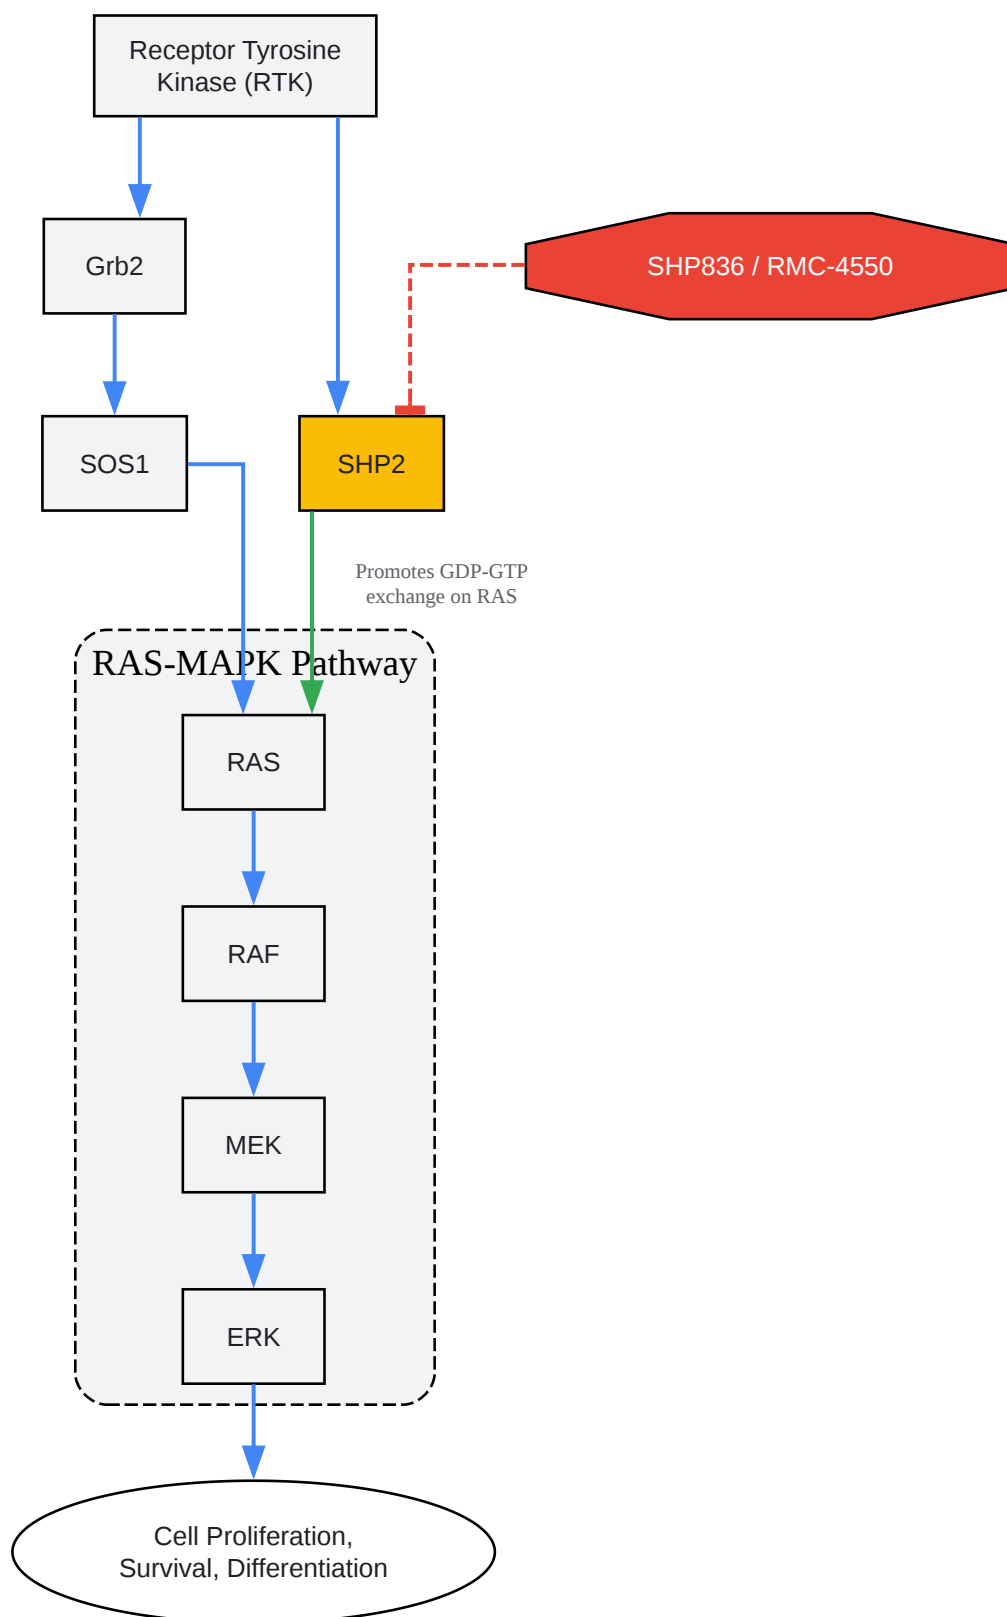 Receptor Tyrosine
Kinase (RTK)
Grb2
SHP836 / RMC-4550
SOS1
SHP2
Promotes GDP-GTP
exchange on RAS
RAS-MAPK Pathway
RAS
RAF
MEK
ERK
Cell Proliferation,
Survival, Differentiation